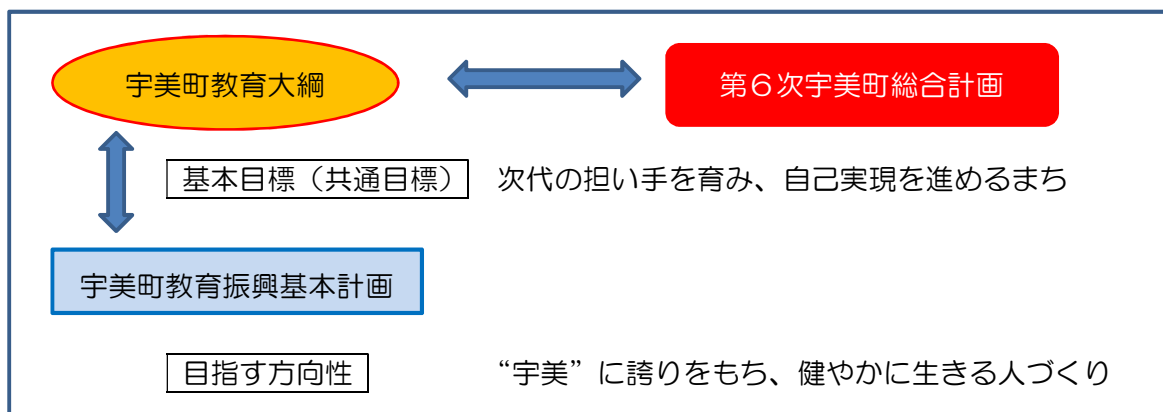 宇美町教育大綱
第６次宇美町総合計画
基本目標（共通目標） 次代の担い手を育み、自己実現を進めるまち
宇美町教育振興基本計画
目指す方向性 “宇美”に誇りをもち、健やかに生きる人づくり